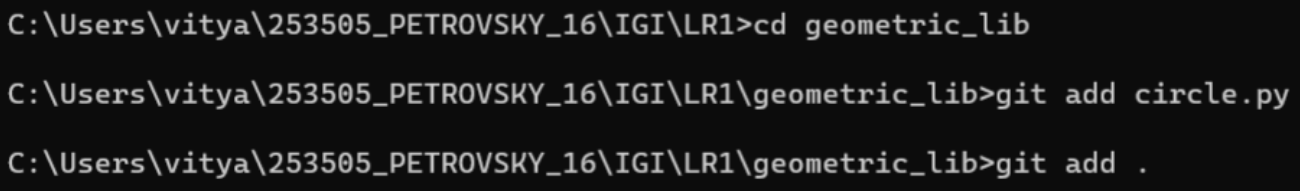 C:\Users\vitya\253505_PETROVSKY_16\IGI\LR1>cd geometric_lib
C:\Users\vitya\253505_PETROVSKY_16\IGI\LR1\geometric_lib>git add circle.py
C:\Users\vitya\253505_PETROVSKY_16\IGI\LR1\geometric_lib>git add .